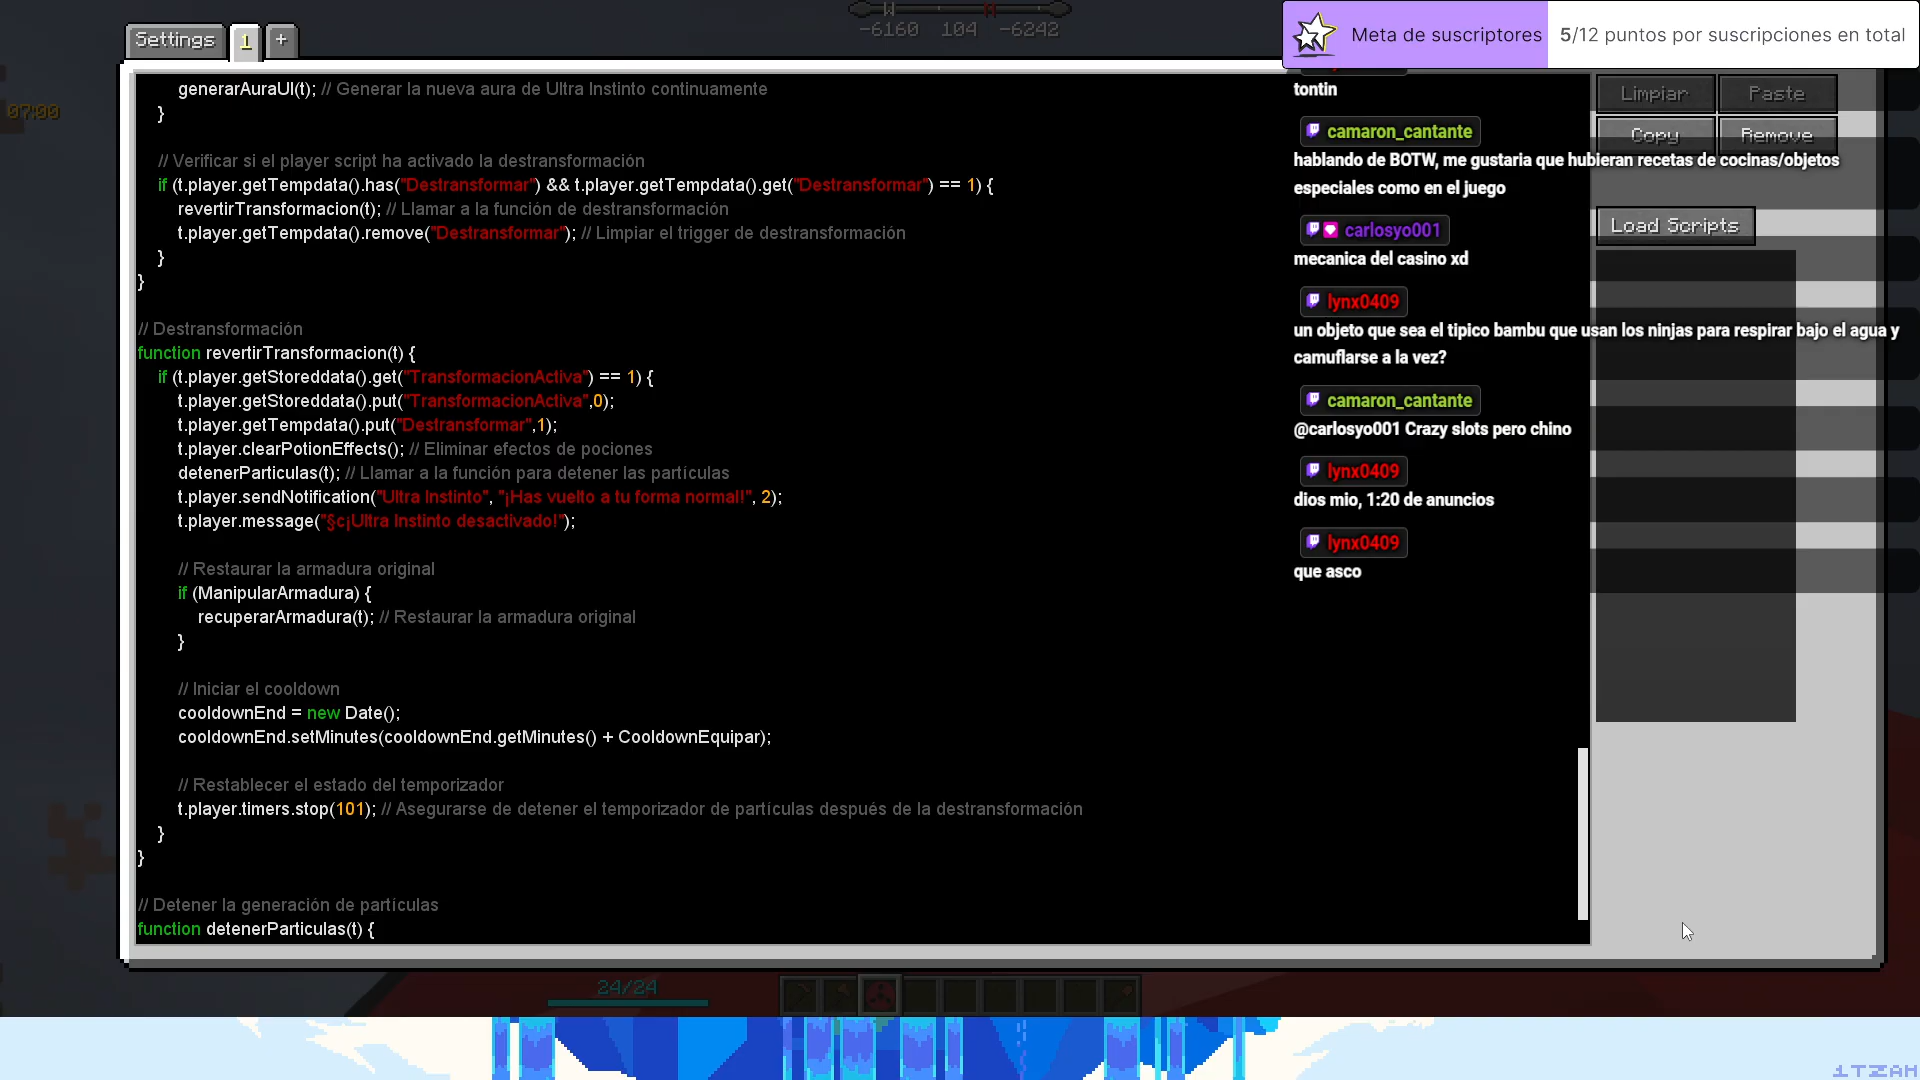 W
-6160 104 -6242
Settings
1
+
Meta de suscriptores
5/12 puntos por suscripciones en total
07:00
generarAuraUI(t); // Generar la nueva aura de Ultra Instinto continuamente
}
// Verificar si el player script ha activado la destransformación
if (t.player.getTempdata().has("Destransformar") && t.player.getTempdata().get("Destransformar") == 1) {
revertirTransformacion(t); // Llamar a la función de destransformación
t.player.getTempdata().remove("Destransformar"); // Limpiar el trigger de destransformación
}
}
// Destransformación
function revertirTransformacion(t) {
if (t.player.getStoreddata().get("TransformacionActiva") == 1) {
t.player.getStoreddata().put("TransformacionActiva",0);
t.player.getTempdata().put("Destransformar",1);
t.player.clearPotionEffects(); // Eliminar efectos de pociones
detenerParticulas(t); // Llamar a la función para detener las partículas
t.player.sendNotification("Ultra Instinto", "¡Has vuelto a tu forma normal!", 2);
t.player.message("§c¡Ultra Instinto desactivado!");
// Restaurar la armadura original
if (ManipularArmadura) {
recuperarArmadura(t); // Restaurar la armadura original
}
// Iniciar el cooldown
cooldownEnd = new Date();
cooldownEnd.setMinutes(cooldownEnd.getMinutes() + CooldownEquipar);
// Restablecer el estado del temporizador
t.player.timers.stop(101); // Asegurarse de detener el temporizador de partículas después de la destransformación
}
}
// Detener la generación de partículas
function detenerParticulas(t) {
tontin
camaron_cantante
hablando de BOTW, me gustaria que hubieran recetas de cocinas/objetos
especiales como en el juego
carlosyo001
mecanica del casino xd
lynx0409
un objeto que sea el tipico bambu que usan los ninjas para respirar bajo el agua y
camuflarse a la vez?
camaron_cantante
@carlosyo001 Crazy slots pero chino
lynx0409
dios mio, 1:20 de anuncios
lynx0409
que asco
Limpiar
Paste
Copy
Remove
Load Scripts
24/24
1TZAH